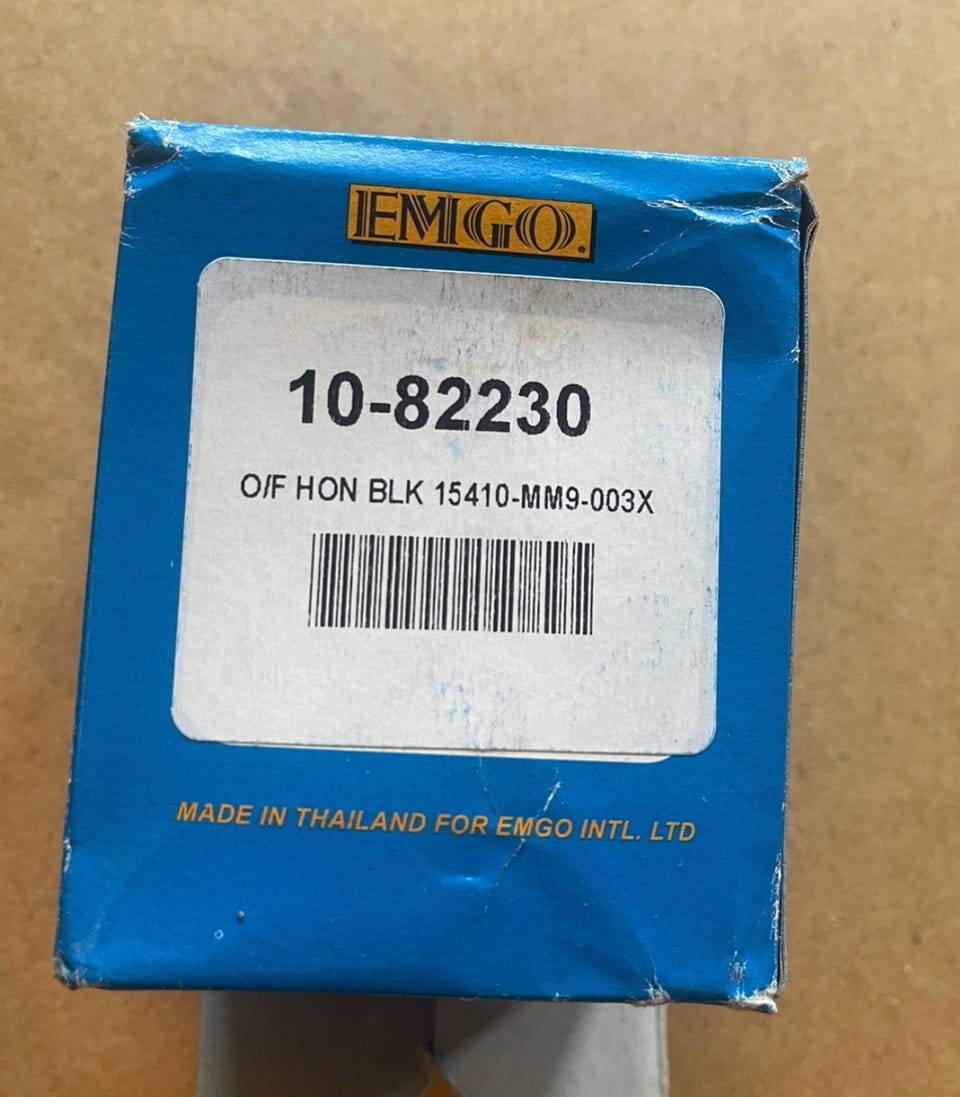 EMGO
10-82230
O/F HON BLK 15410-MM9-003X
MADE IN THAILAND FOR EMGO INTL. LTD